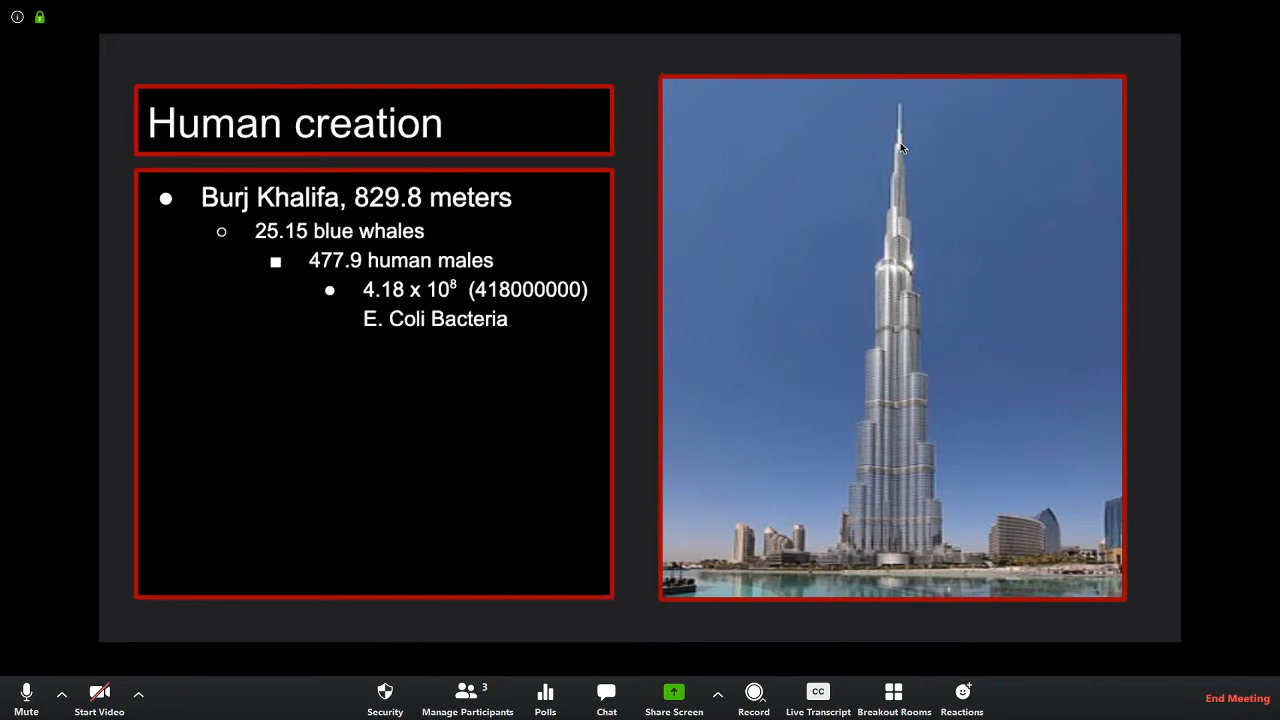 Human creation
Burj Khalifa, 829.8 meters
25.15 blue whales
477.9 human males
4.18 x 10⁸ (418000000)
E. Coli Bacteria
Mute
Start Video
Security
Manage Participants
3
Polls
Chat
Share Screen
Record
CC
Live Transcript
Breakout Rooms
Reactions
End Meeting